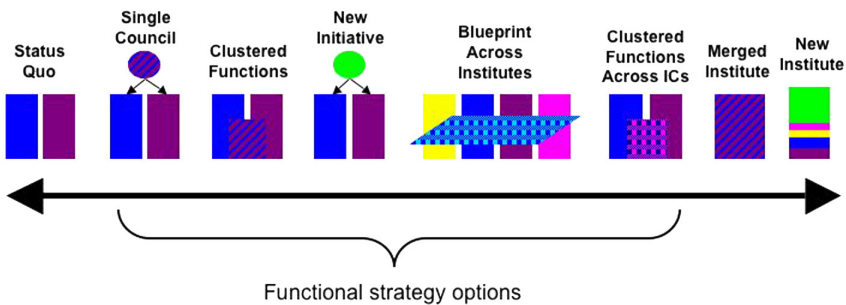 Status
Quo
Single
Council
Clustered
Functions
New
Initiative
Blueprint
Across
Institutes
Clustered
Functions
Across ICs
Merged
Institute
New
Institute
Functional strategy options